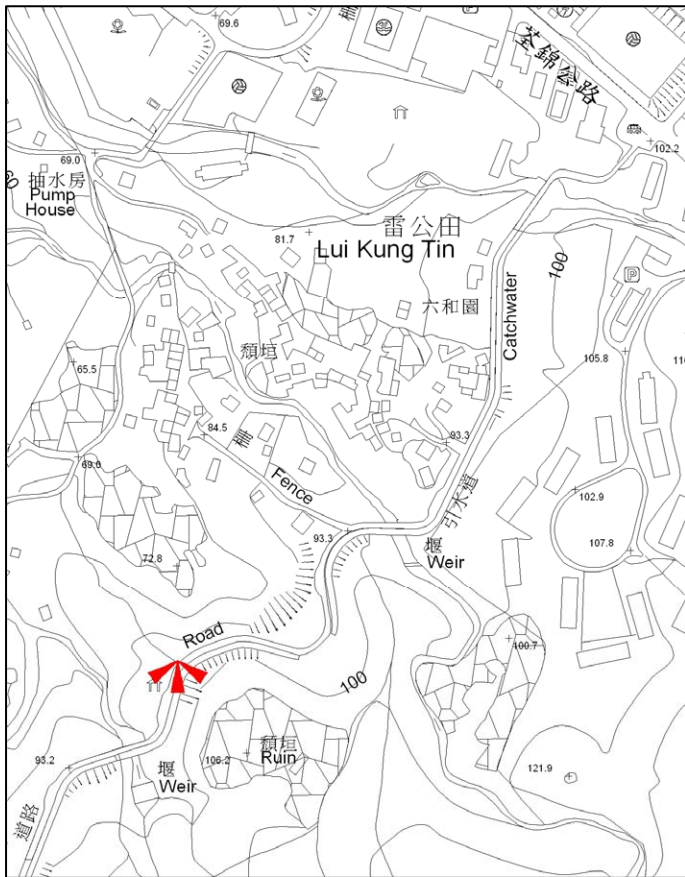 69.6
荃錦公路
102.2
69.0
60
抽水房
Pump
House
雷公田
Lui Kung Tin
81.7
100
六和園
Catchwater
頹垣
105.8
65.5
84.5
93.3
69.0
Fence
引水道
102.9
93.3
堰
Weir
107.8
72.8
Road
100.7
100
頹垣
Ruin
106.2
93.2
堰
Weir
121.9
道路
P
P